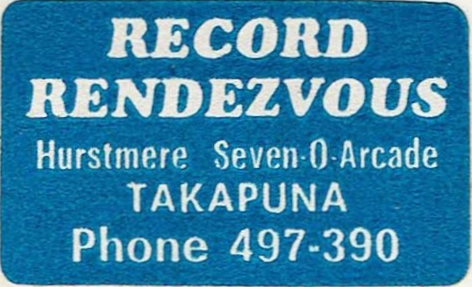 RECORD
RENDEZVOUS
Hurstmere Seven-O-Arcade
TAKAPUNA
Phone 497-390